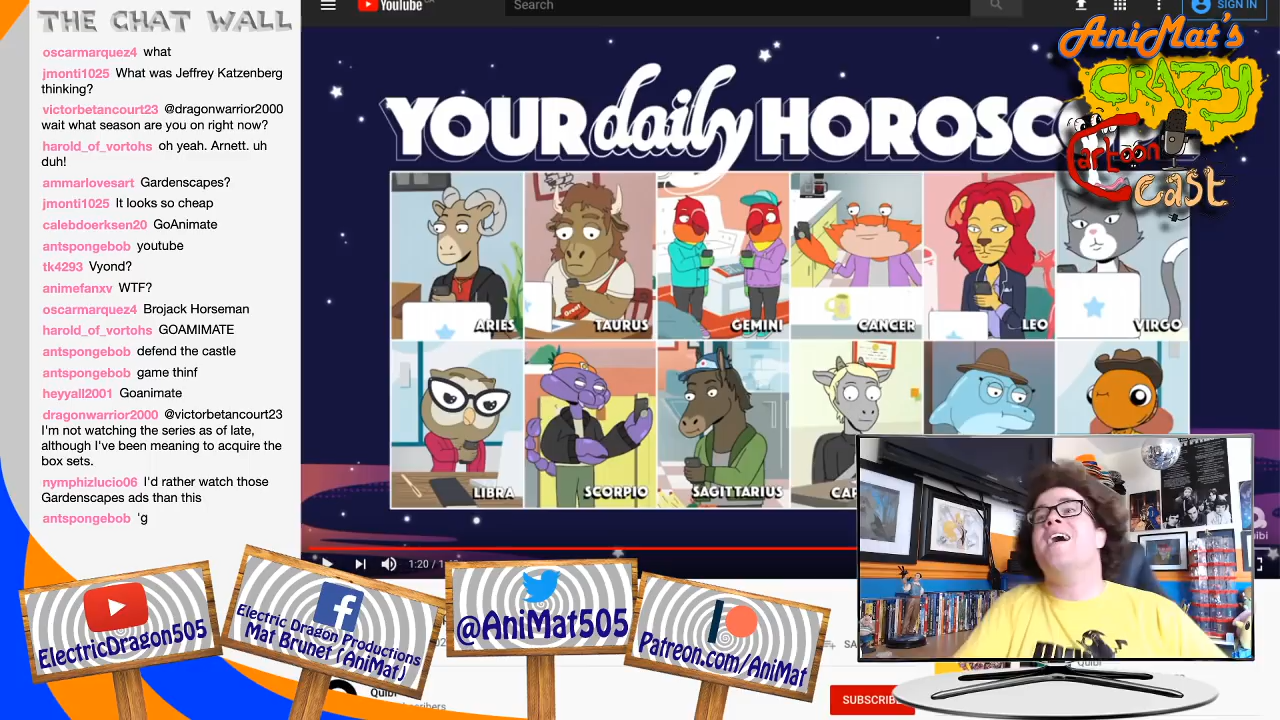 THE CHAT WALL
oscarmarquez4 what
jmonti1025 What was Jeffrey Katzenberg
thinking?
victorbetancourt23 @dragonwarrior2000
wait what season are you on right now?
harold_of_vortohs oh yeah. Arnett. uh
duh!
ammarlovesart Gardenscapes?
jmonti1025 It looks so cheap
calebdoerksen20 GoAnimate
antspongebob youtube
tk4293 Vyond?
animefanxv WTF?
oscarmarquez4 Brojack Horseman
harold_of_vortohs GOAMIMATE
antspongebob defend the castle
antspongebob game thinf
heyyall2001 Goanimate
dragonwarrior2000 @victorbetancourt23
I'm not watching the series as of late,
although I've been meaning to acquire the
box sets.
nymphizlucio06 I'd rather watch those
Gardenscapes ads than this
antspongebob 'g
YouTube
Search
SIGN IN
AniMat's
CRAZY
Cartoon
Cast
YOUR daily HOROSC
ARIES
TAURUS
GEMINI
CANCER
LEO
VIRGO
LIBRA
SCORPIO
SAGITTARIUS
CAP
1:20 / 1:
ElectricDragon505
Electric Dragon Productions
Mat Brunet (AniMat)
@AniMat505
Patreon.com/AniMat
Quibi
SUBSCRIBE